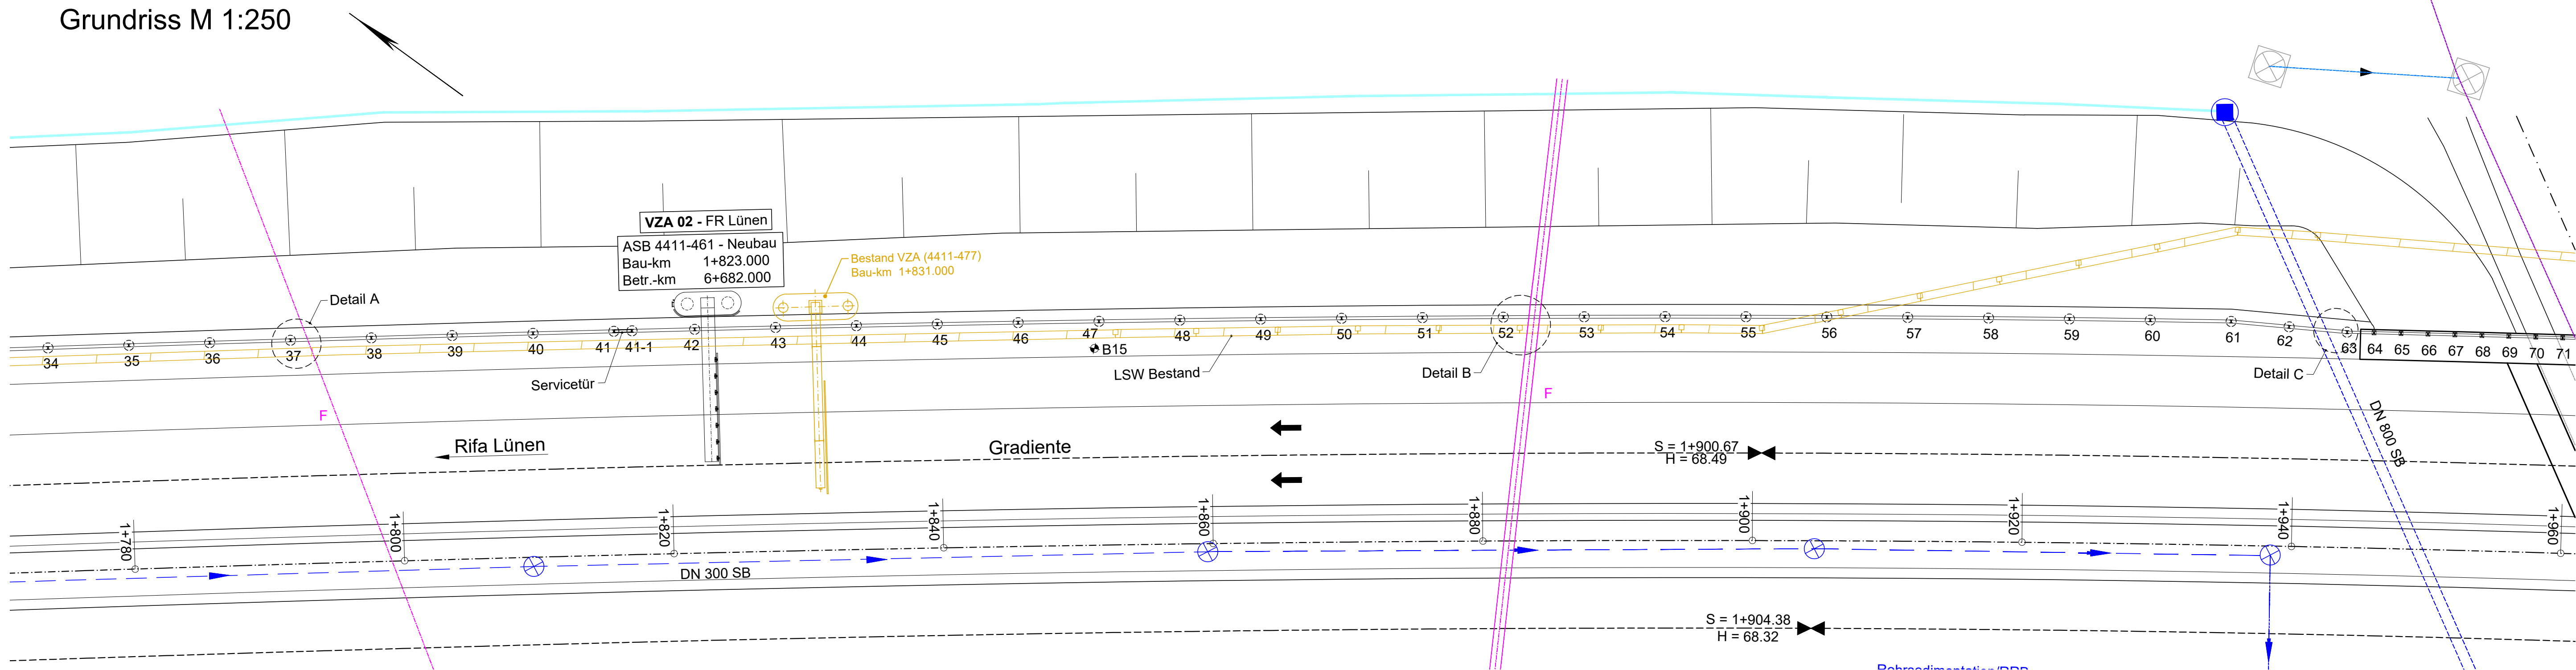 Grundriss M 1:250
VZA 02 - FR Lünen
ASB 4411-461 - Neubau
Bau-km 1+823.000
Betr.-km 6+682.000
Bestand VZA (4411-477)
Bau-km 1+831.000
Detail A
34
35
36
37
38
39
40
41
41-1
42
43
44
45
46
47
48
49
50
51
52
53
54
55
56
57
58
59
60
61
62
63
64
65
66
67
68
69
70
71
B15
Servicetür
LSW Bestand
Detail B
Detail C
F
F
DN 800 SB
Rifa Lünen
Gradiente
S = 1+900.67
H = 68.49
1+780
1+800
1+820
1+840
1+860
1+880
1+900
1+920
1+940
1+960
DN 300 SB
S = 1+904.38
H = 68.32